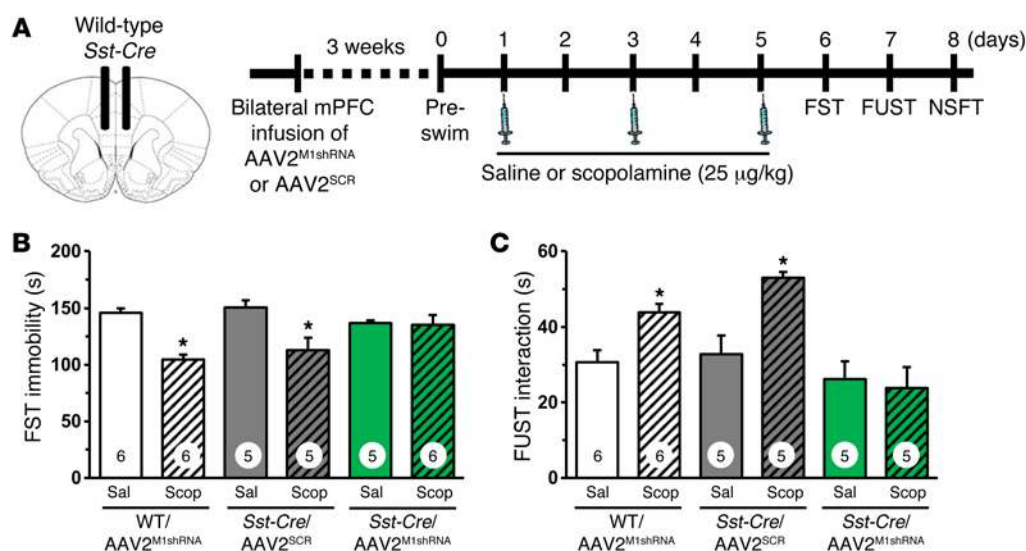 A
Wild-type
Sst-Cre
3 weeks
0 1 2 3 4 5 6 7 8 (days)
Bilateral mPFC
infusion of
AAV2M1shRNA
or AAV2SCR
Pre-
swim
FST FUST NSFT
Saline or scopolamine (25 µg/kg)
B
FST immobility (s)
200
150
100
50
0
*
*
6 6 5 5 5 6
Sal Scop Sal Scop Sal Scop
WT/ Sst-Cre/ Sst-Cre/
AAV2M1shRNA AAV2SCR AAV2M1shRNA
C
FUST interaction (s)
60
40
20
0
*
*
6 6 5 5 5 5
Sal Scop Sal Scop Sal Scop
WT/ Sst-Cre/ Sst-Cre/
AAV2M1shRNA AAV2SCR AAV2M1shRNA